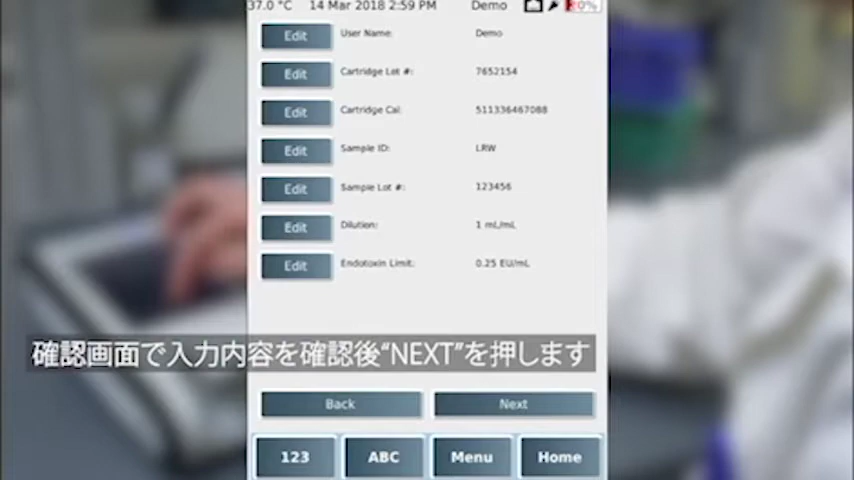 37.0 °C 14 Mar 2018 2:59 PM Demo 0%
Edit User Name: Demo
Edit Cartridge Lot #: 7652154
Edit Cartridge Cal: 511336467088
Edit Sample ID: LRW
Edit Sample Lot #: 123456
Edit Dilution: 1 mL/mL
Edit Endotoxin Limit: 0.25 EU/mL
確認画面で入力内容を確認後“NEXT”を押します
Back Next
123 ABC Menu Home